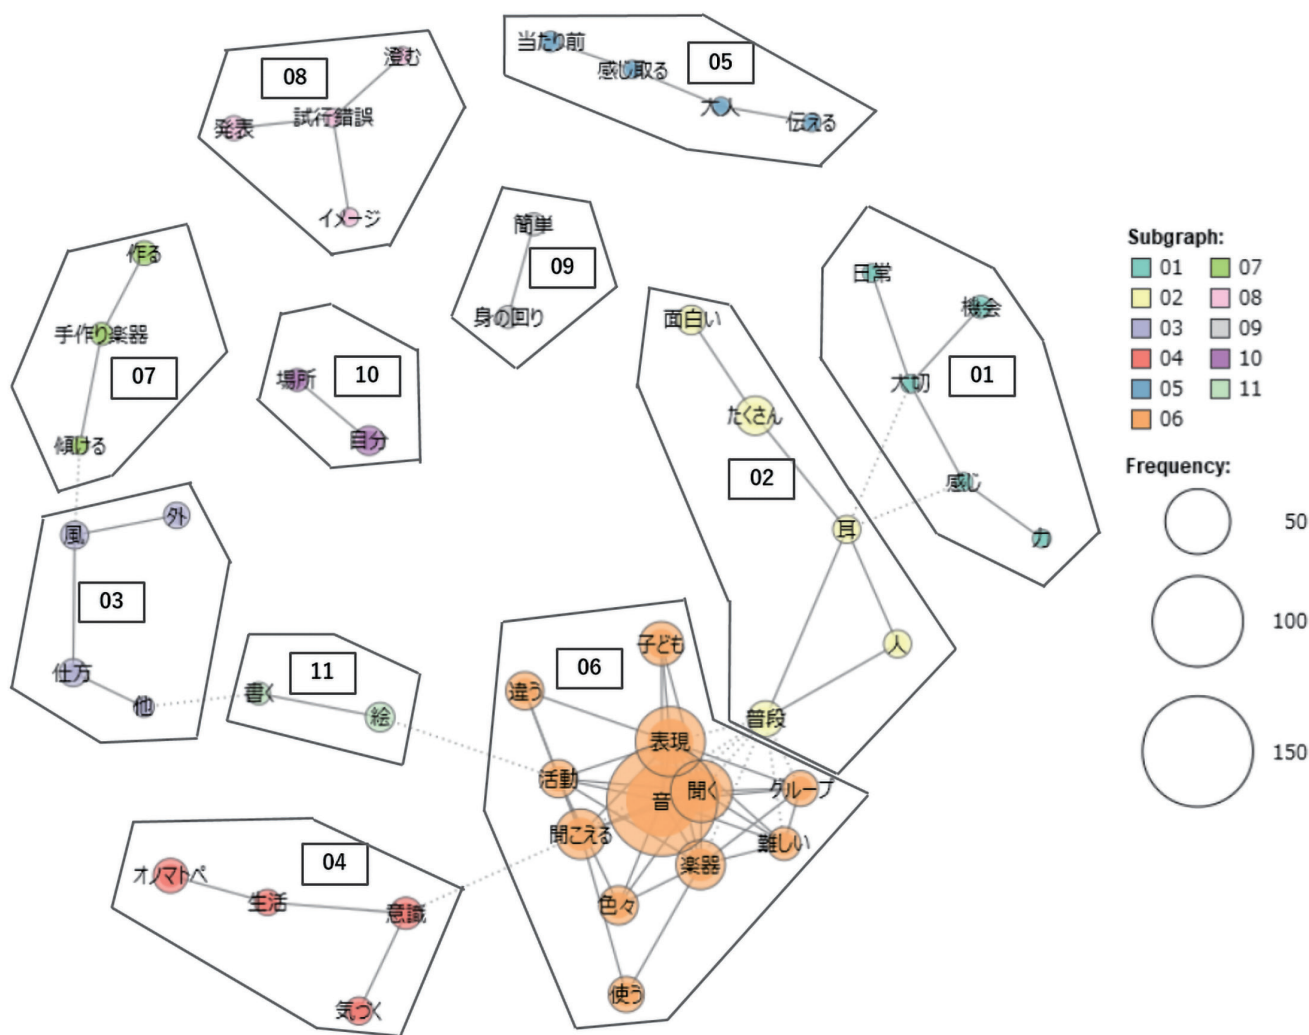 澄む
08
試行錯誤
発表
イメージ
当たり前
感じ取る
05
大人
伝える
簡単
09
身の回り
作る
手作り楽器
07
傾ける
場所
10
自分
面白い
たくさん
02
耳
人
普段
日常
機会
大切
01
感じ
力
外
風
03
仕方
他
11
書く
絵
子ども
06
違う
表現
活動
音
聞く
グループ
聞こえる
難しい
楽器
色々
使う
オノマトペ
04
生活
意識
気づく
Subgraph:
01 07
02 08
03 09
04 10
05 11
06
Frequency:
50
100
150